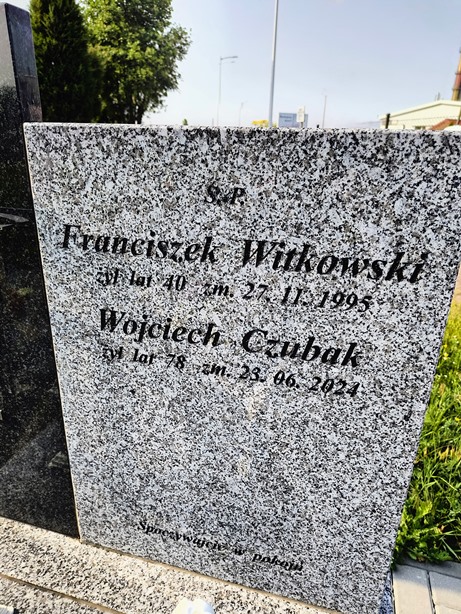 Ś.P.
Franciszek Witkowski
żył lat 40 zm. 27. 11. 1995
Wojciech Czubak
żył lat 78 zm. 23. 06. 2024
Spoczywajcie w pokoju